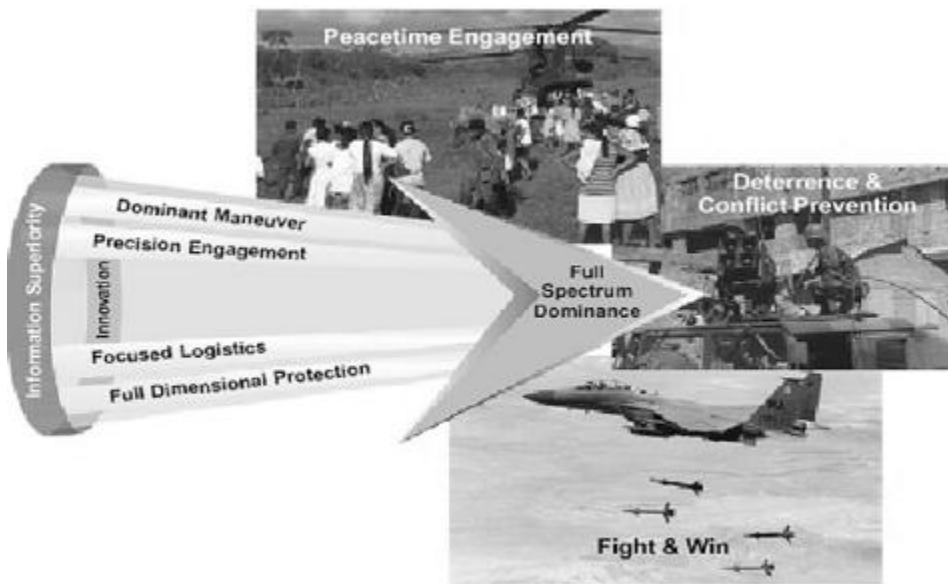 Peacetime Engagement
Deterrence &
Conflict Prevention
Information Superiority
Dominant Maneuver
Precision Engagement
Innovation
Focused Logistics
Full Dimensional Protection
Full
Spectrum
Dominance
Fight & Win